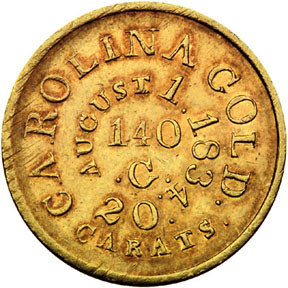 CAROLINA GOLD.
AUGUST 1. 1834.
140
.G.
20.
CARATS.